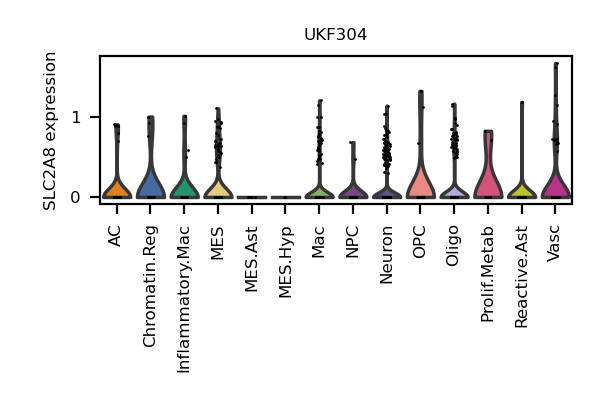 UKF304
SLC2A8 expression
1
0
AC
Chromatin.Reg
Inflammatory.Mac
MES
MES.Ast
MES.Hyp
Mac
NPC
Neuron
OPC
Oligo
Prolif.Metab
Reactive.Ast
Vasc